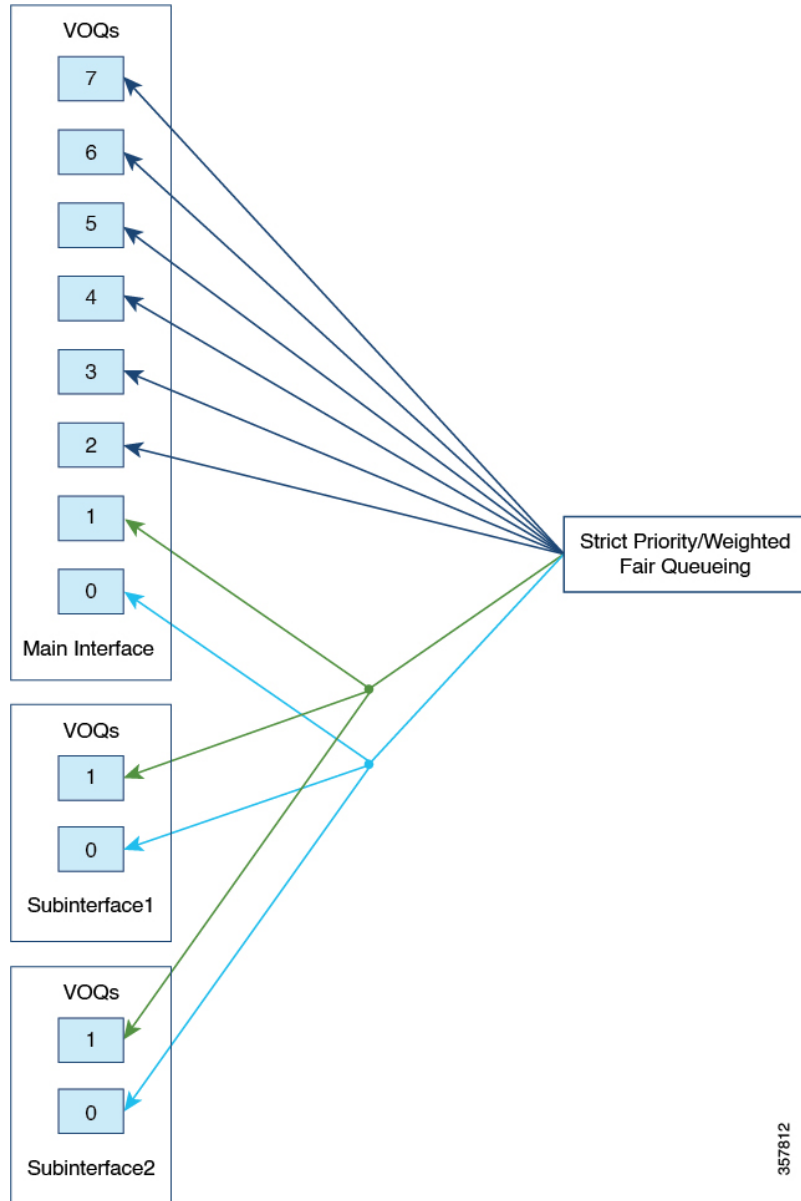 VOQs
7
6
5
4
3
2
1
0
Main Interface
Strict Priority/Weighted
Fair Queueing
VOQs
1
0
Subinterface1
VOQs
1
0
Subinterface2
357812